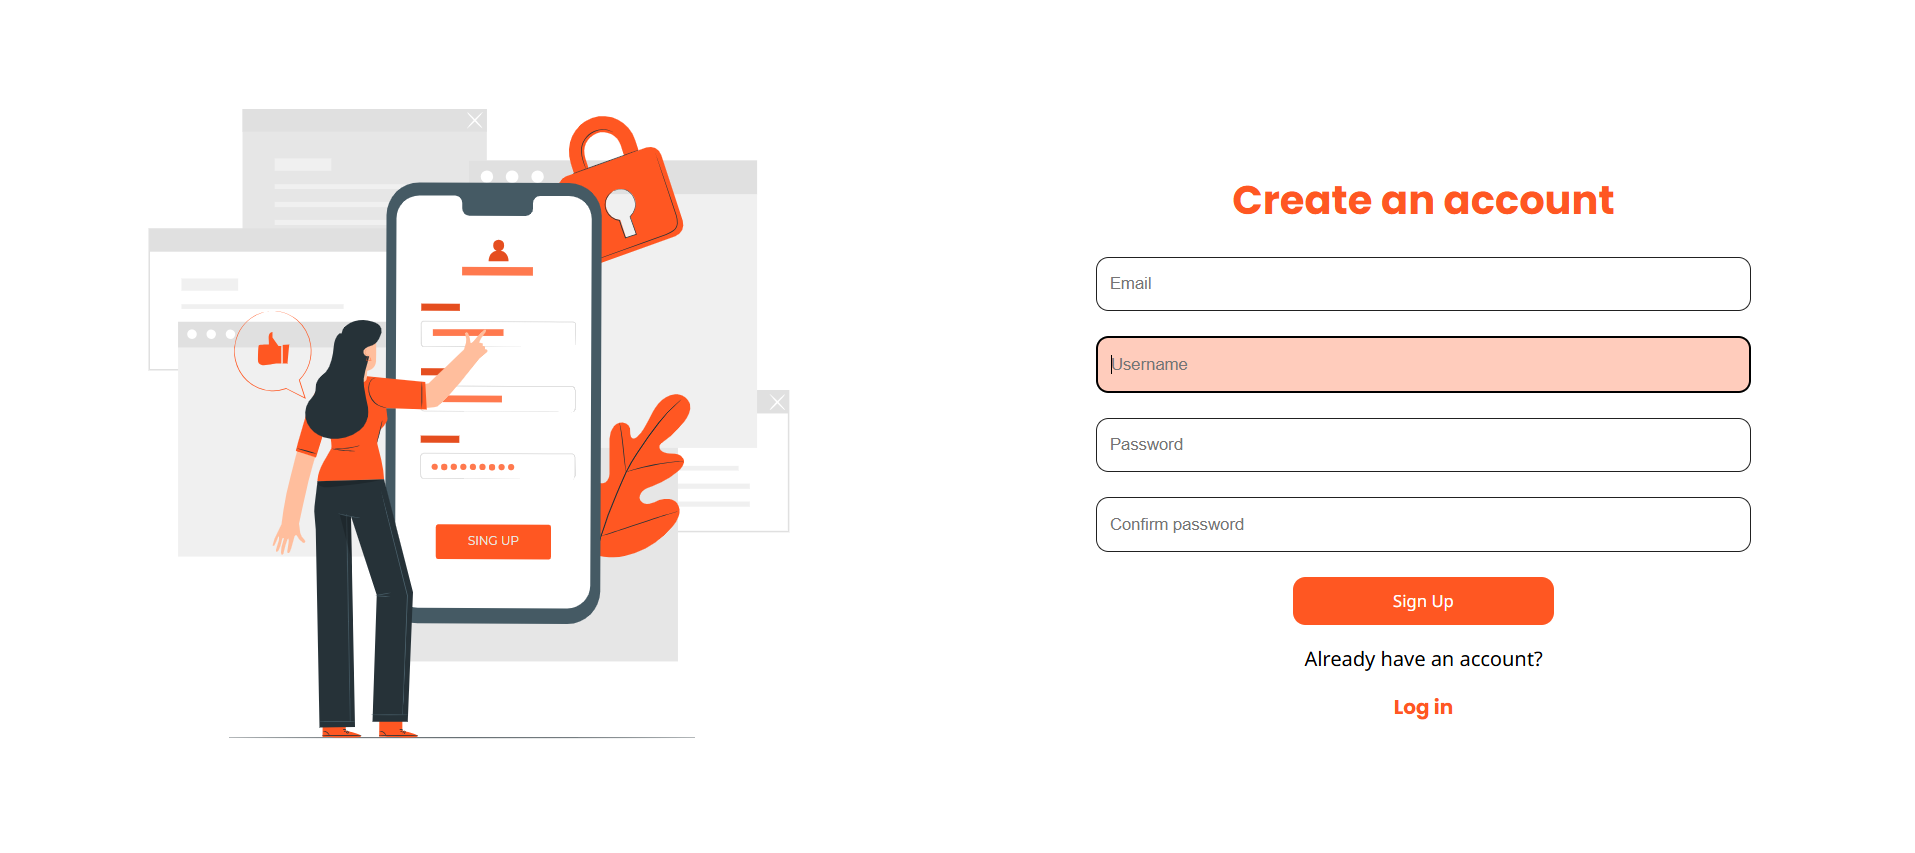 SING UP
Create an account
Email
Username
Password
Confirm password
Sign Up
Already have an account?
Log in